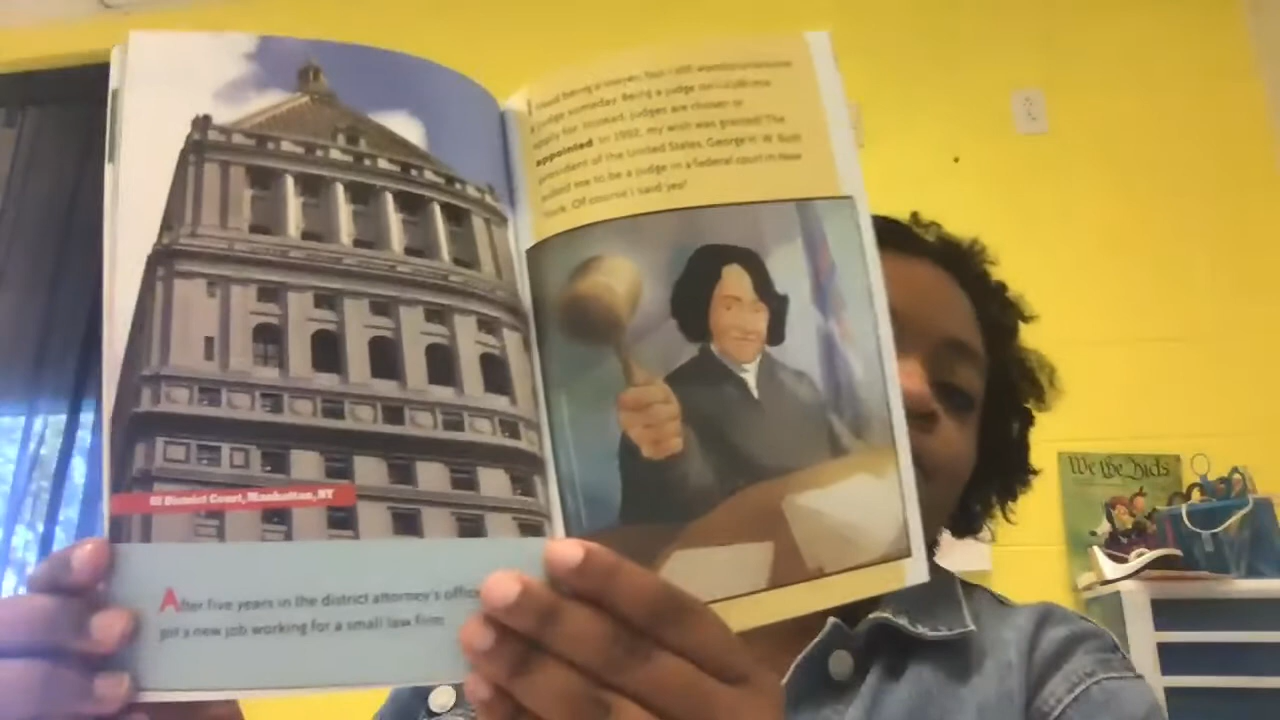 US District Court, Manhattan, NY
After five years in the district attorney's office
got a new job working for a small law firm
I loved being a lawyer, but I still wanted to become
a judge someday. Being a judge isn't a job you
apply for. Instead, judges are chosen or
appointed. In 1992, my wish was granted! The
president of the United States, George H. W. Bush
asked me to be a judge in a federal court in New
York. Of course I said yes!
We the Kids